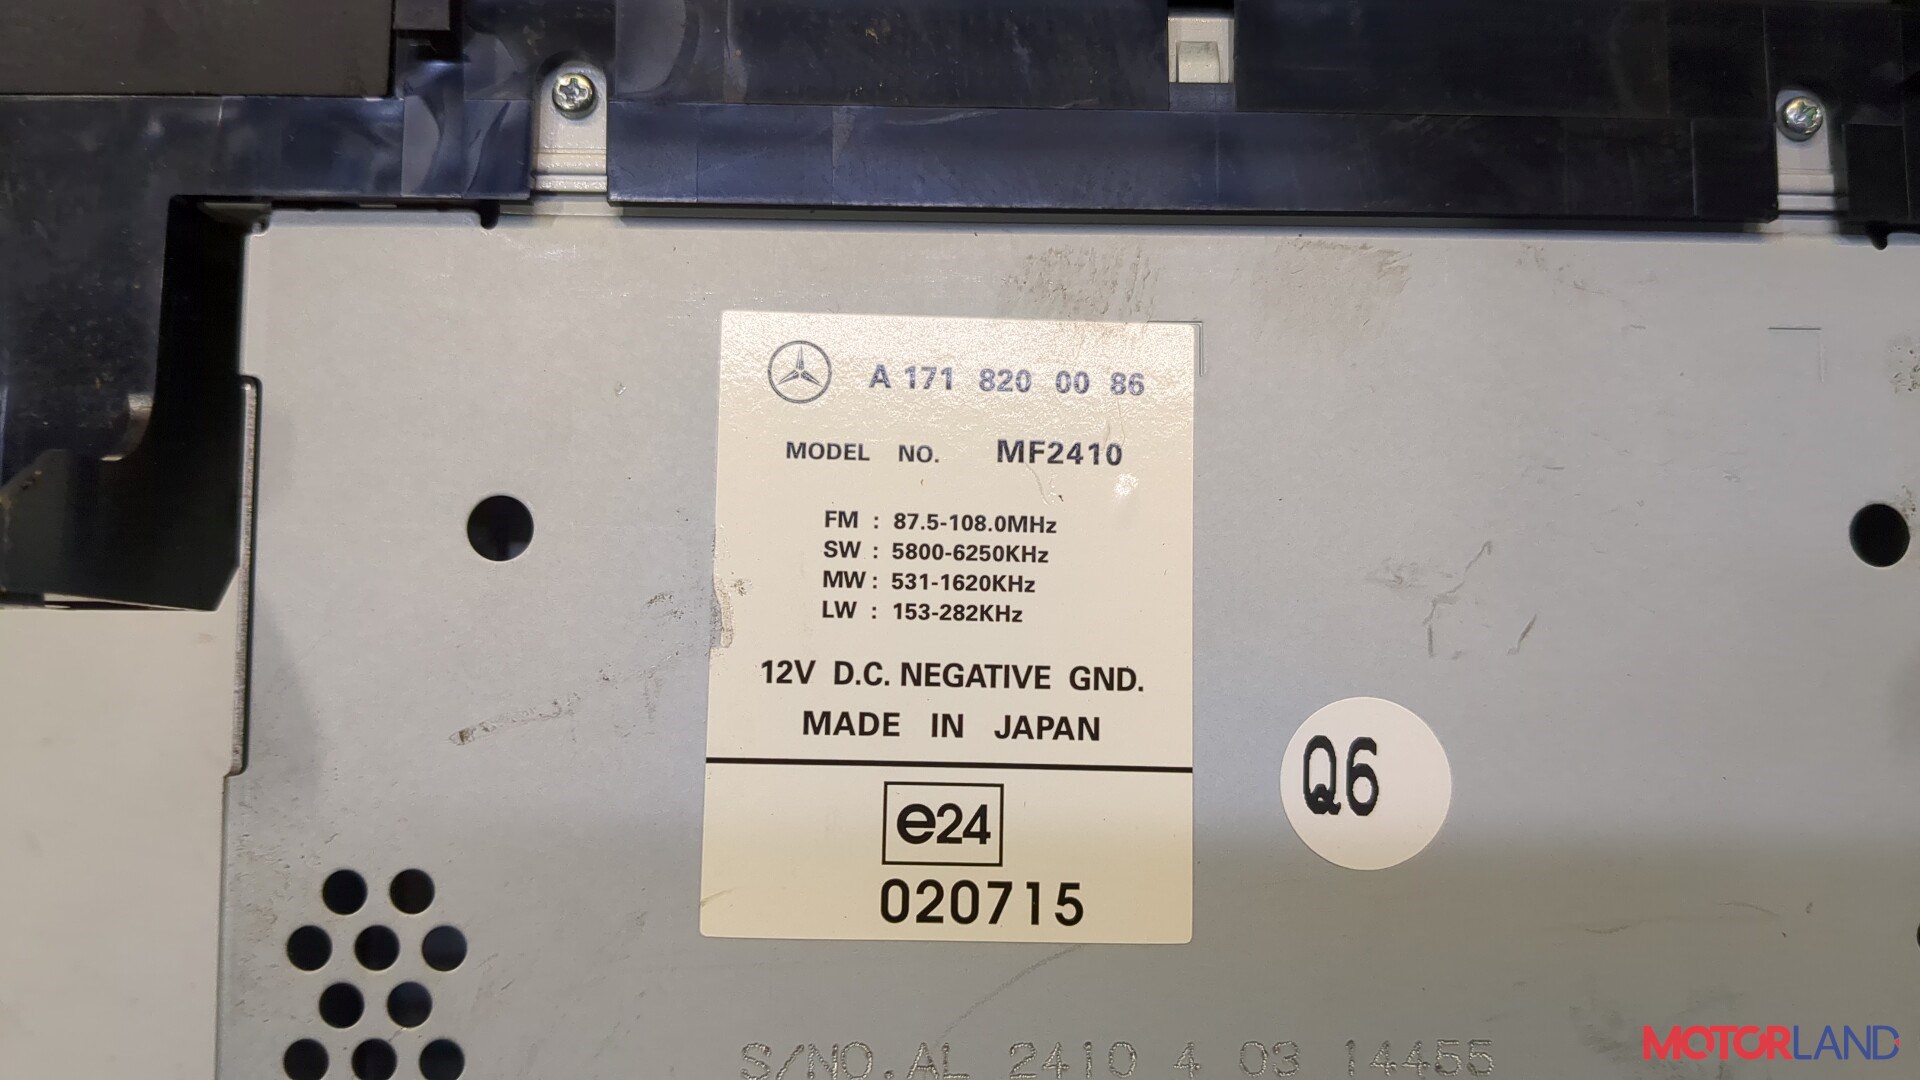 A 171 820 00 86
MODEL NO. MF2410
FM : 87.5-108.0MHz
SW : 5800-6250KHz
MW : 531-1620KHz
LW : 153-282KHz
12V D.C. NEGATIVE GND.
MADE IN JAPAN
e24
020715
Q6
S/NO.AL 2410 4 03 14455
MOTORLAND